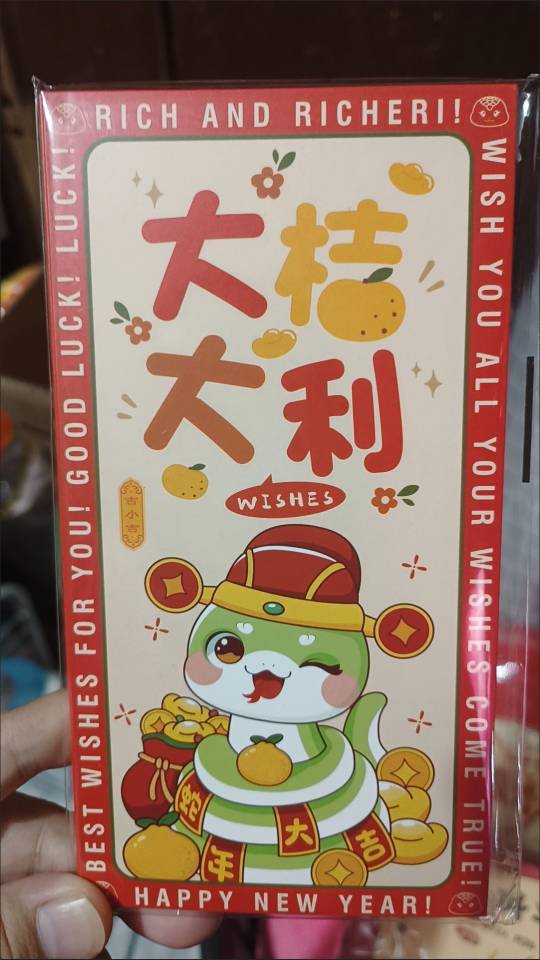 RICH AND RICHERI!
WISH YOU ALL YOUR WISHES COME TRUE!
BEST WISHES FOR YOU! GOOD LUCK! LUCK!
大桔
大利
WISHES
吉小吉
蛇
年
大
吉
HAPPY NEW YEAR!